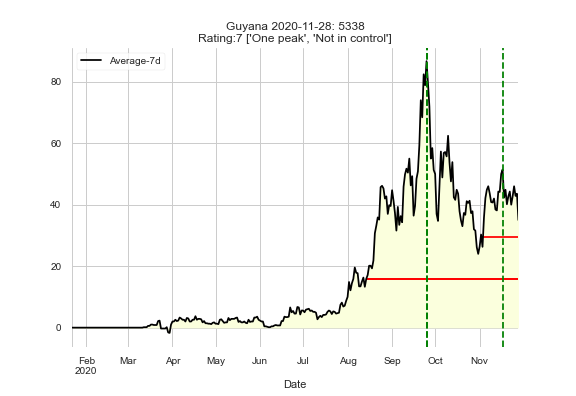 Guyana 2020-11-28: 5338
Rating:7 ['One peak', 'Not in control']
Average-7d
80
60
40
20
0
Feb Mar Apr May Jun Jul Aug Sep Oct Nov
2020
Date